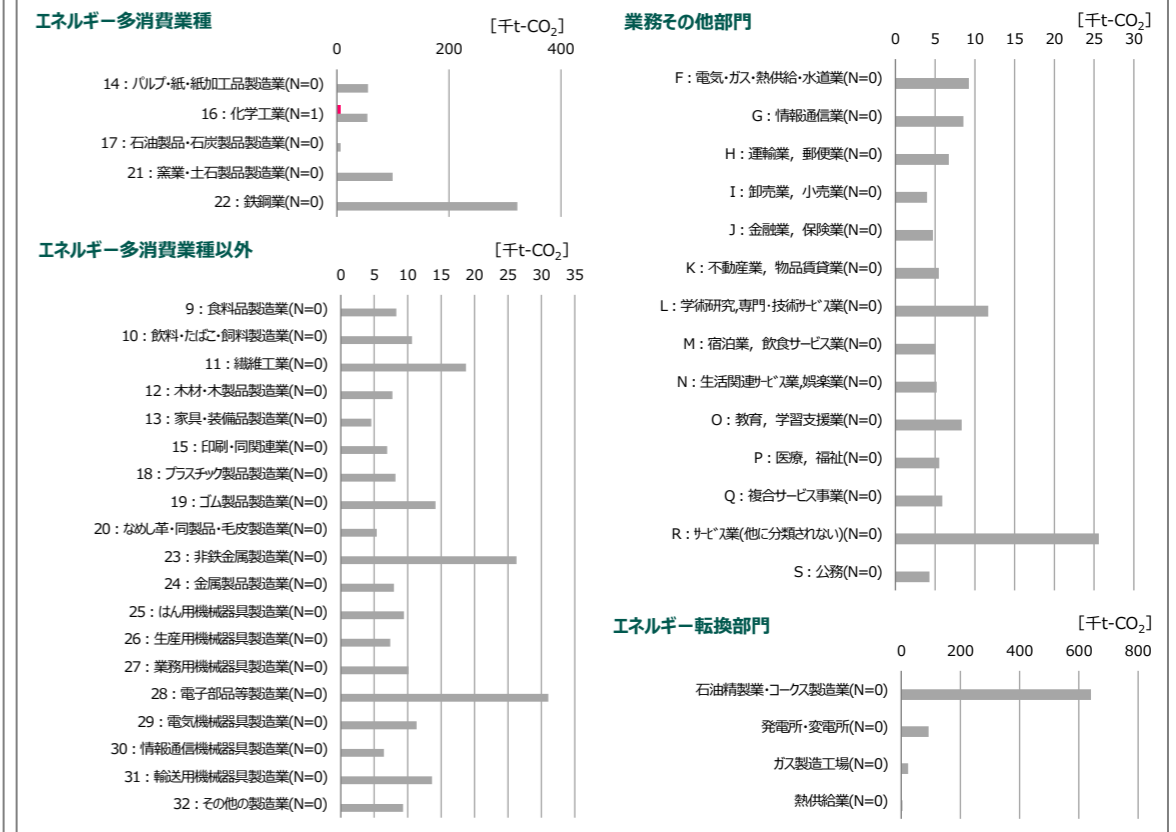 エネルギー多消費業種
[千t-CO2]
0 200 400
14：パルプ・紙・紙加工品製造業(N=0)
16：化学工業(N=1)
17：石油製品・石炭製品製造業(N=0)
21：窯業・土石製品製造業(N=0)
22：鉄鋼業(N=0)
エネルギー多消費業種以外
[千t-CO2]
0 5 10 15 20 25 30 35
9：食料品製造業(N=0)
10：飲料・たばこ・飼料製造業(N=0)
11：繊維工業(N=0)
12：木材・木製品製造業(N=0)
13：家具・装備品製造業(N=0)
15：印刷・同関連業(N=0)
18：プラスチック製品製造業(N=0)
19：ゴム製品製造業(N=0)
20：なめし革・同製品・毛皮製造業(N=0)
23：非鉄金属製造業(N=0)
24：金属製品製造業(N=0)
25：はん用機械器具製造業(N=0)
26：生産用機械器具製造業(N=0)
27：業務用機械器具製造業(N=0)
28：電子部品等製造業(N=0)
29：電気機械器具製造業(N=0)
30：情報通信機械器具製造業(N=0)
31：輸送用機械器具製造業(N=0)
32：その他の製造業(N=0)
業務その他部門
[千t-CO2]
0 5 10 15 20 25 30
F：電気・ガス・熱供給・水道業(N=0)
G：情報通信業(N=0)
H：運輸業，郵便業(N=0)
I：卸売業，小売業(N=0)
J：金融業，保険業(N=0)
K：不動産業，物品賃貸業(N=0)
L：学術研究,専門・技術サービス業(N=0)
M：宿泊業，飲食サービス業(N=0)
N：生活関連サービス業,娯楽業(N=0)
O：教育，学習支援業(N=0)
P：医療，福祉(N=0)
Q：複合サービス事業(N=0)
R：サービス業(他に分類されない)(N=0)
S：公務(N=0)
エネルギー転換部門
[千t-CO2]
0 200 400 600 800
石油精製業・コークス製造業(N=0)
発電所・変電所(N=0)
ガス製造工場(N=0)
熱供給業(N=0)